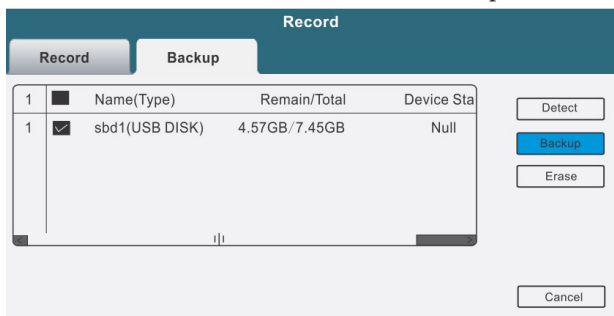 Record
Record Backup
1 Name(Type) Remain/Total Device Sta
1 sbd1(USB DISK) 4.57GB/7.45GB Null
Detect
Backup
Erase
Cancel